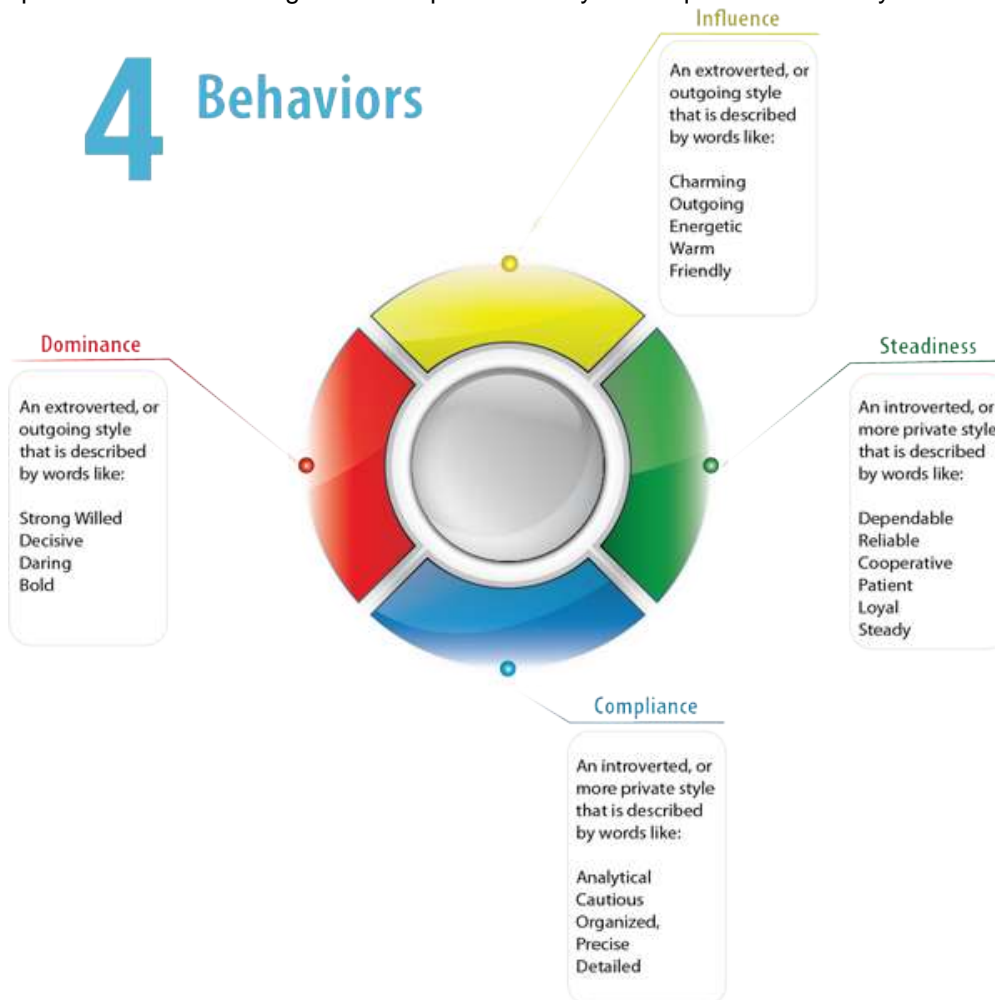 Influence
4 Behaviors
An extroverted, or
outgoing style
that is described
by words like:
Charming
Outgoing
Energetic
Warm
Friendly
Dominance
An extroverted, or
outgoing style
that is described
by words like:
Strong Willed
Decisive
Daring
Bold
Steadiness
An introverted, or
more private style
that is described
by words like:
Dependable
Reliable
Cooperative
Patient
Loyal
Steady
Compliance
An introverted, or
more private style
that is described
by words like:
Analytical
Cautious
Organized,
Precise
Detailed